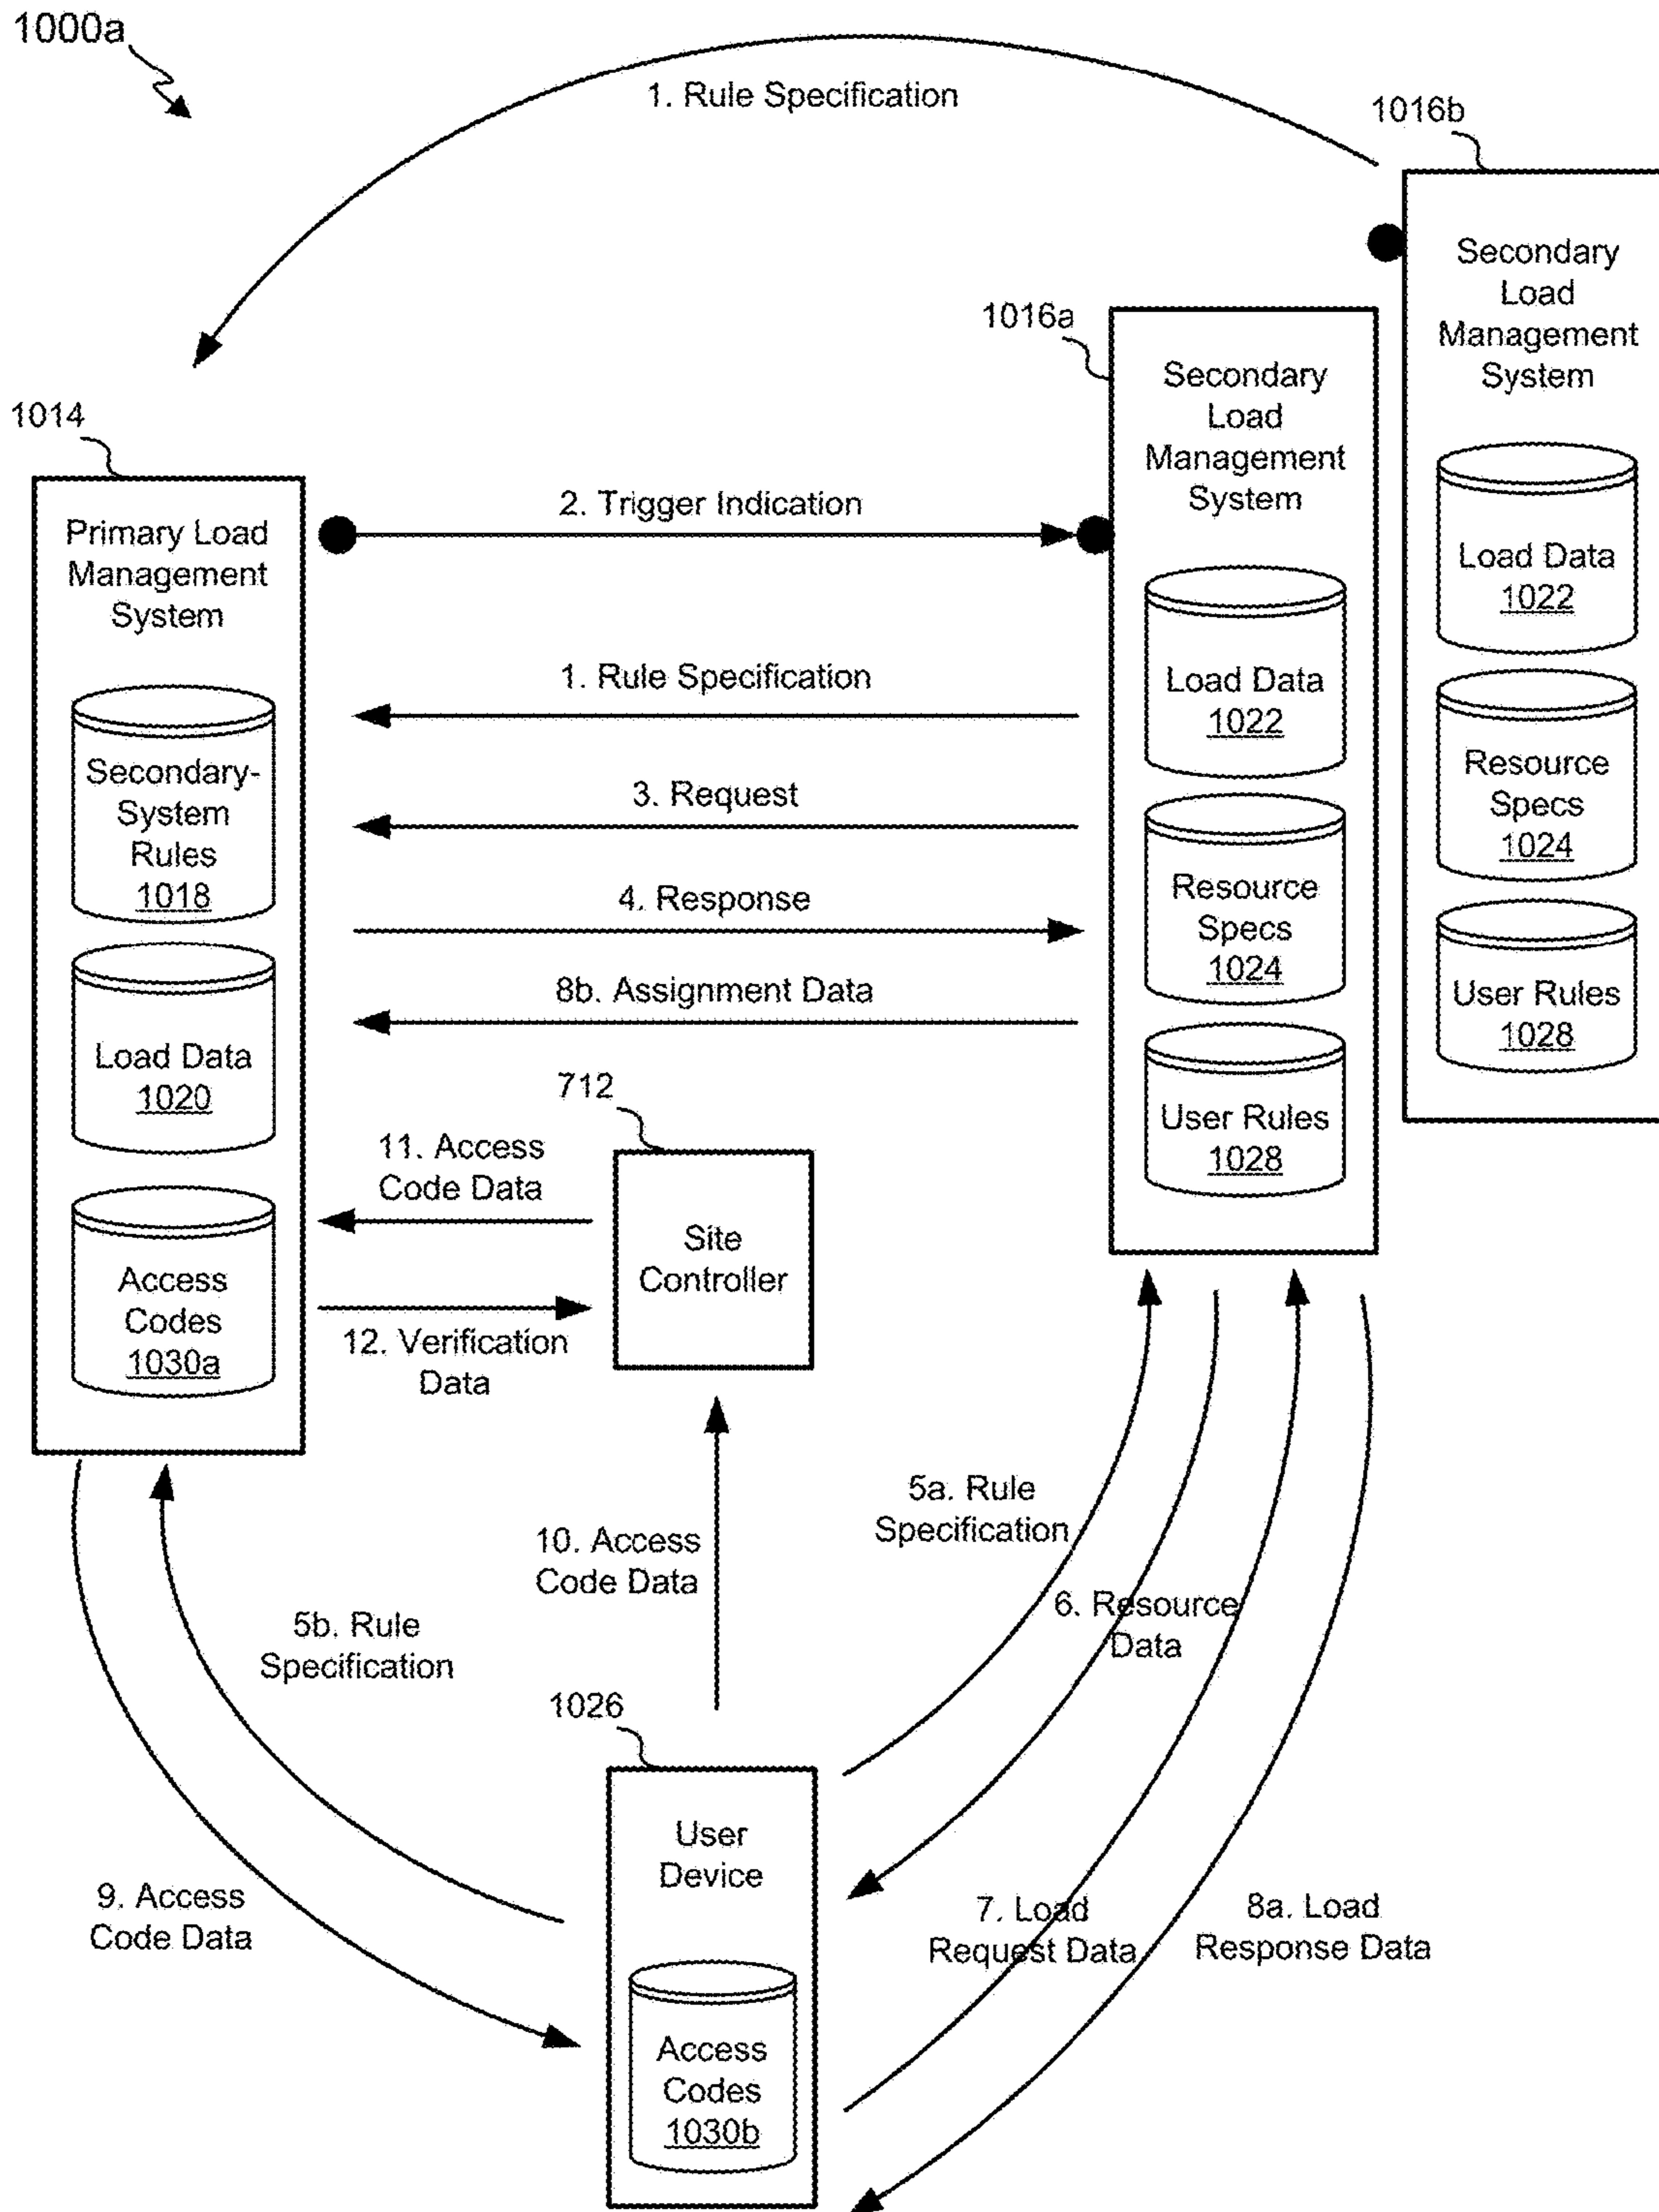 1000a
1. Rule Specification
1016b
Secondary
Load
Management
System
Load Data
1022
Resource
Specs
1024
User Rules
1028
1016a
Secondary
Load
Management
System
Load Data
1022
Resource
Specs
1024
User Rules
1028
1014
Primary Load
Management
System
Secondary-
System
Rules
1018
Load Data
1020
Access
Codes
1030a
2. Trigger Indication
1. Rule Specification
3. Request
4. Response
8b. Assignment Data
712
Site
Controller
11. Access
Code Data
12. Verification
Data
10. Access
Code Data
5a. Rule
Specification
6. Resource
Data
5b. Rule
Specification
1026
User
Device
Access
Codes
1030b
9. Access
Code Data
7. Load
Request Data
8a. Load
Response Data